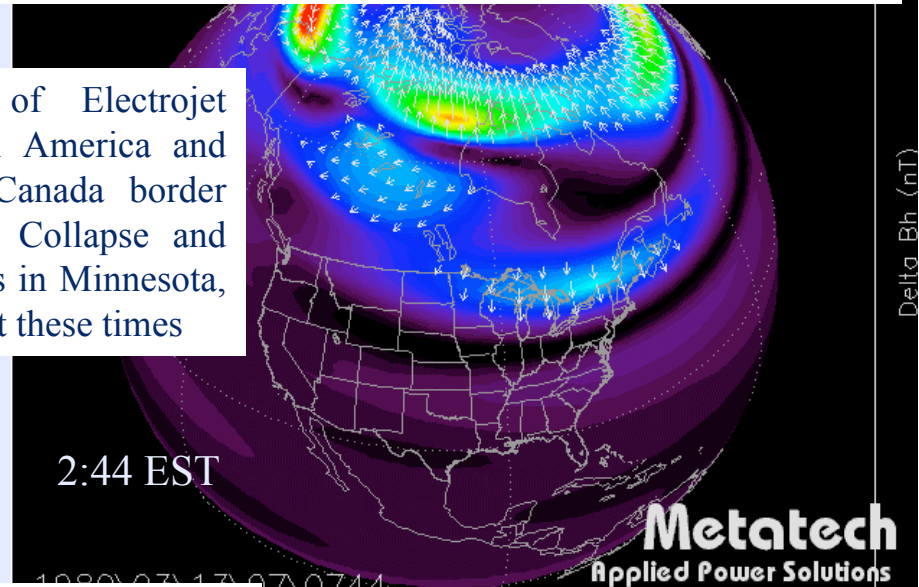 of Electrojet
America and
Canada border
Collapse and
s in Minnesota,
t these times
Delta Bh (nT)
2:44 EST
Metatech
Applied Power Solutions